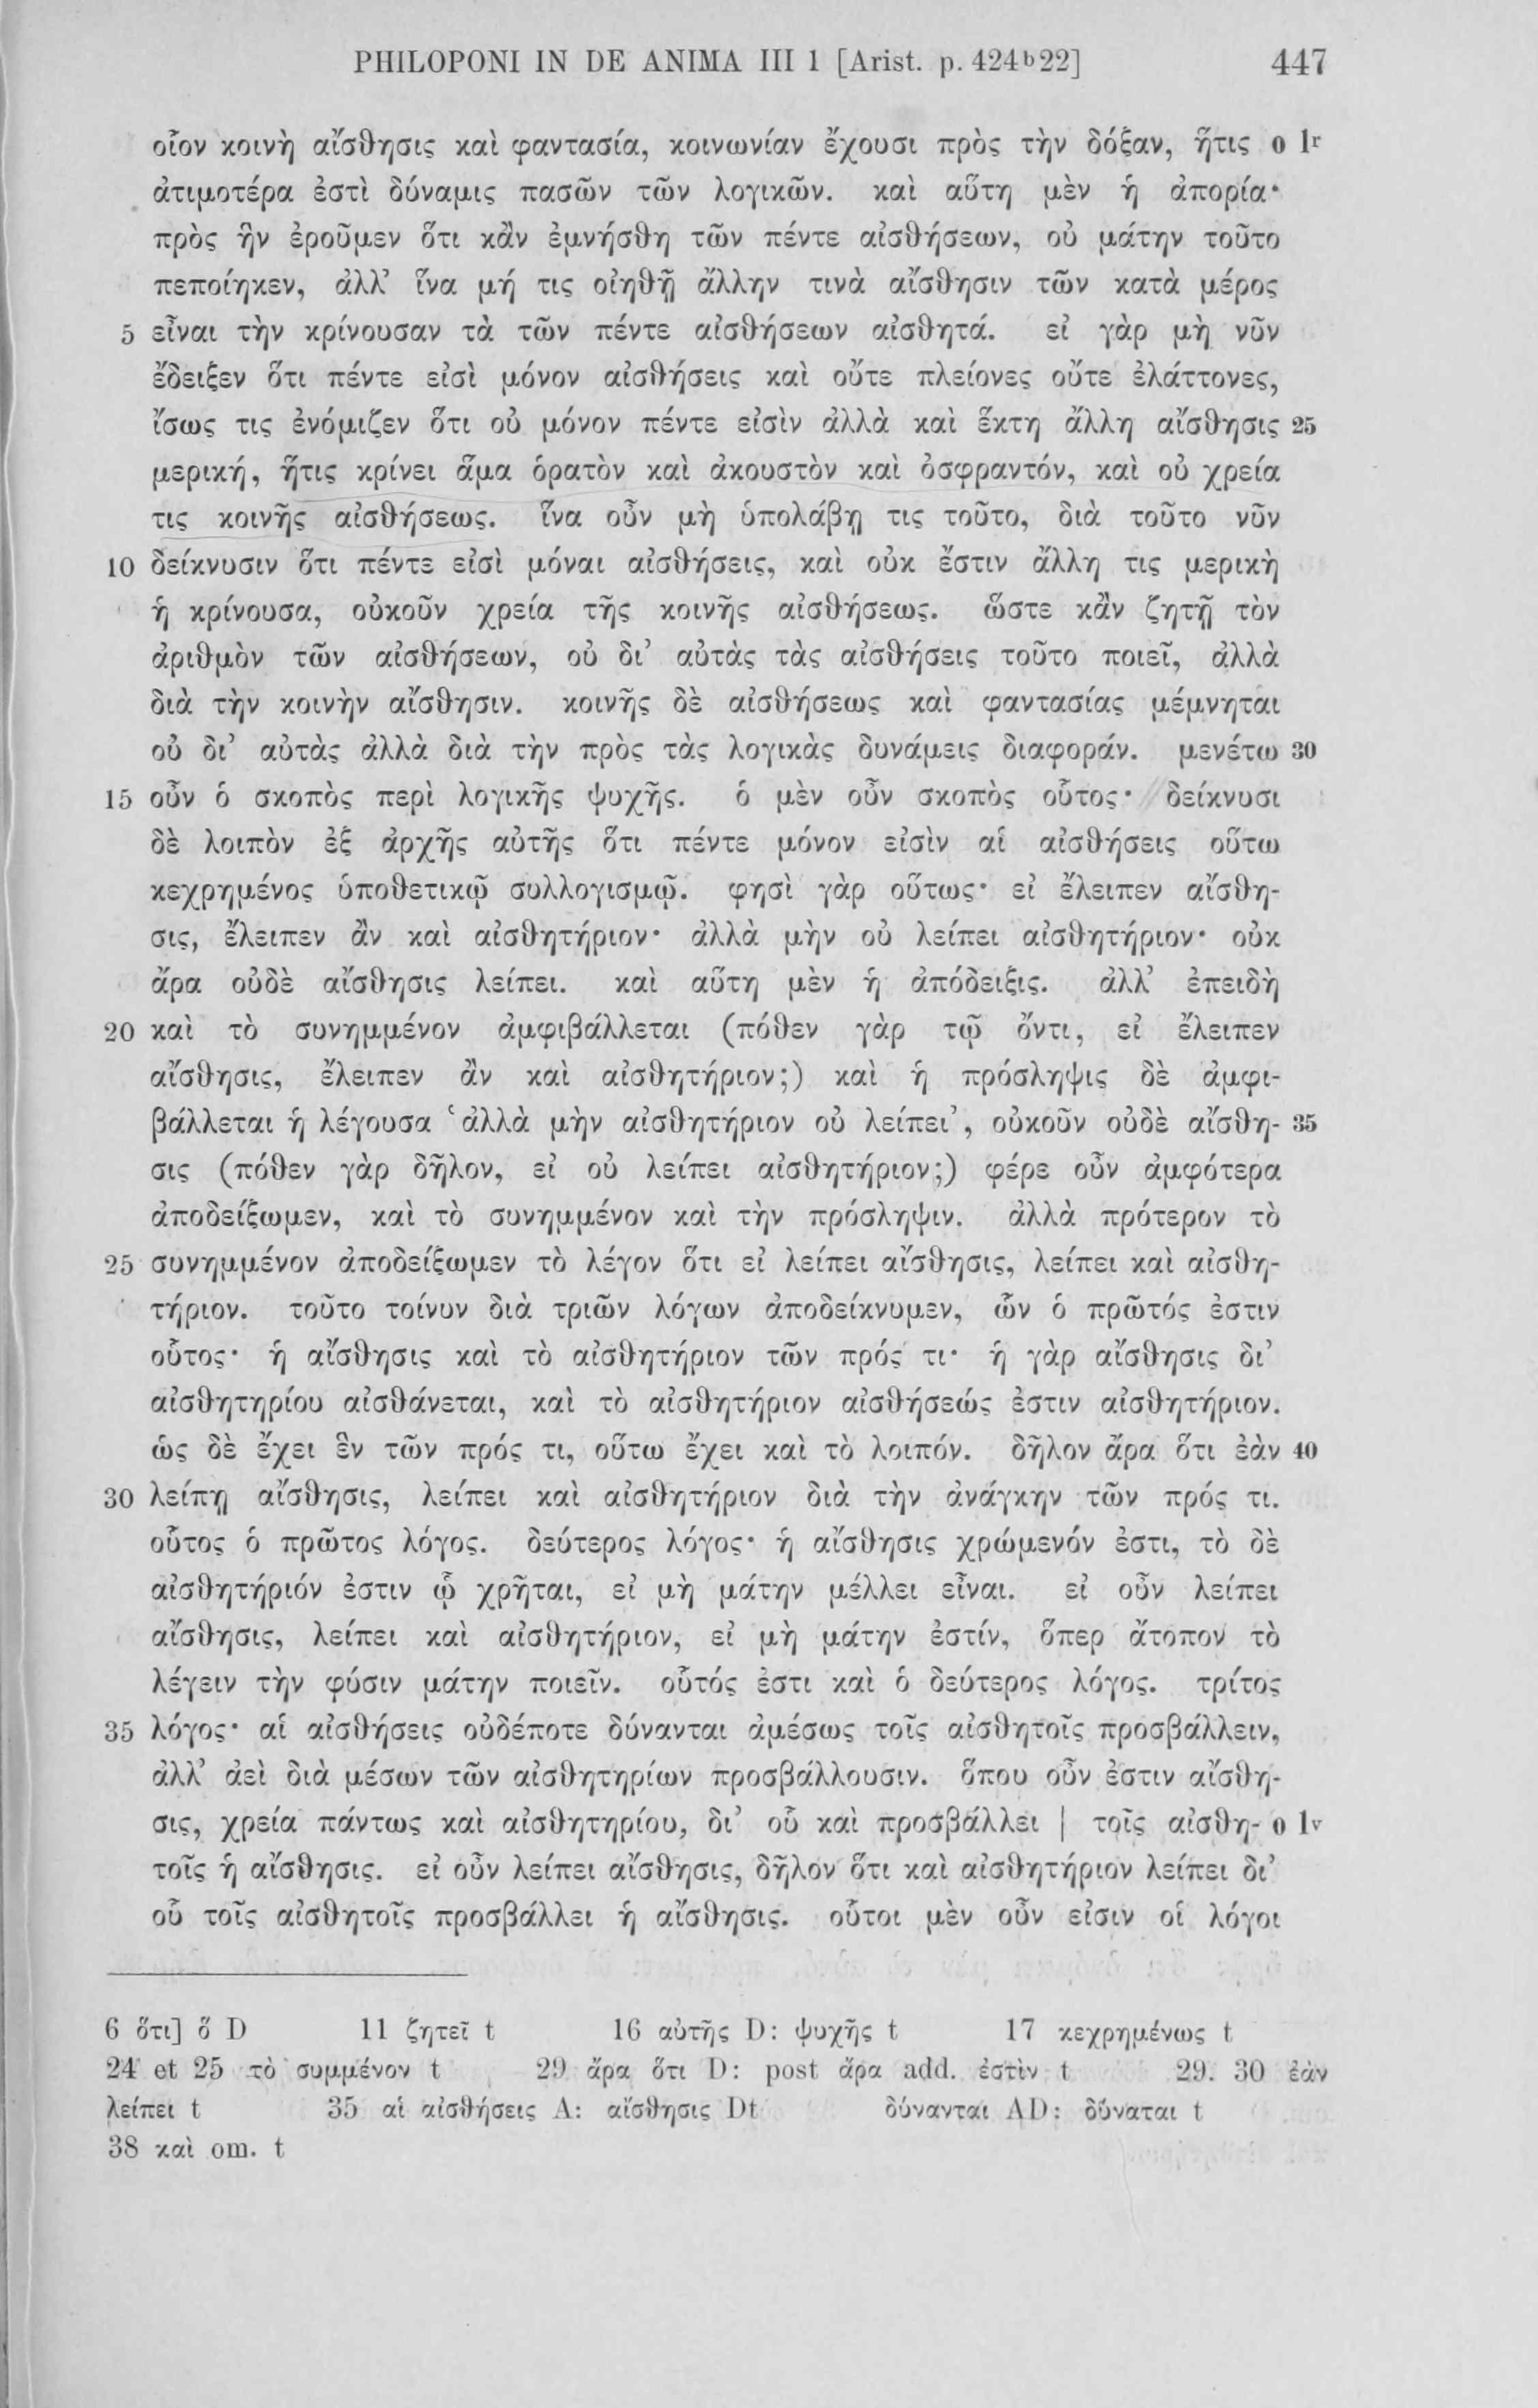 PHILOPONI IN DE ANIMA III 1 [Arist. p. 424ᵇ22] 447
οἷον κοινὴ αἴσθησις καὶ φαντασία, κοινωνίαν ἔχουσι πρὸς τὴν δόξαν, ἥτις o 1ʳ
ἀτιμοτέρα ἐστὶ δύναμις πασῶν τῶν λογικῶν. καὶ αὕτη μὲν ἡ ἀπορία·
πρὸς ἣν ἐροῦμεν ὅτι κἂν ἐμνήσθη τῶν πέντε αἰσθήσεων, οὐ μάτην τοῦτο
πεποίηκεν, ἀλλ’ ἵνα μή τις οἰηθῇ ἄλλην τινὰ αἴσθησιν τῶν κατὰ μέρος
5 εἶναι τὴν κρίνουσαν τὰ τῶν πέντε αἰσθήσεων αἰσθητά. εἰ γὰρ μὴ νῦν
ἔδειξεν ὅτι πέντε εἰσὶ μόνον αἰσθήσεις καὶ οὔτε πλείονες οὔτε ἐλάττονες,
ἴσως τις ἐνόμιζεν ὅτι οὐ μόνον πέντε εἰσὶν ἀλλὰ καὶ ἕκτη ἄλλη αἴσθησις 25
μερική, ἥτις κρίνει ἅμα ὁρατὸν καὶ ἀκουστὸν καὶ ὀσφραντόν, καὶ οὐ χρεία
τις κοινῆς αἰσθήσεως. ἵνα οὖν μὴ ὑπολάβῃ τις τοῦτο, διὰ τοῦτο νῦν
10 δείκνυσιν ὅτι πέντε εἰσὶ μόναι αἰσθήσεις, καὶ οὐκ ἔστιν ἄλλη τις μερικὴ
ἡ κρίνουσα, οὐκοῦν χρεία τῆς κοινῆς αἰσθήσεως. ὥστε κἂν ζητῇ τὸν
ἀριθμὸν τῶν αἰσθήσεων, οὐ δι’ αὐτὰς τὰς αἰσθήσεις τοῦτο ποιεῖ, ἀλλὰ
διὰ τὴν κοινὴν αἴσθησιν. κοινῆς δὲ αἰσθήσεως καὶ φαντασίας μέμνηται
οὐ δι’ αὐτὰς ἀλλὰ διὰ τὴν πρὸς τὰς λογικὰς δυνάμεις διαφοράν. μενέτω 30
15 οὖν ὁ σκοπὸς περὶ λογικῆς ψυχῆς. ὁ μὲν οὖν σκοπὸς οὗτος· δείκνυσι
δὲ λοιπὸν ἐξ ἀρχῆς αὐτῆς ὅτι πέντε μόνον εἰσὶν αἱ αἰσθήσεις οὕτω
κεχρημένος ὑποθετικῷ συλλογισμῷ. φησὶ γὰρ οὕτως· εἰ ἔλειπεν αἴσθη-
σις, ἔλειπεν ἂν καὶ αἰσθητήριον· ἀλλὰ μὴν οὐ λείπει αἰσθητήριον· οὐκ
ἄρα οὐδὲ αἴσθησις λείπει. καὶ αὕτη μὲν ἡ ἀπόδειξις. ἀλλ’ ἐπειδὴ
20 καὶ τὸ συνημμένον ἀμφιβάλλεται (πόθεν γὰρ τῷ ὄντι, εἰ ἔλειπεν
αἴσθησις, ἔλειπεν ἂν καὶ αἰσθητήριον;) καὶ ἡ πρόσληψις δὲ ἀμφι-
βάλλεται ἡ λέγουσα ‘ἀλλὰ μὴν αἰσθητήριον οὐ λείπει’, οὐκοῦν οὐδὲ αἴσθη- 35
σις (πόθεν γὰρ δῆλον, εἰ οὐ λείπει αἰσθητήριον;) φέρε οὖν ἀμφότερα
ἀποδείξωμεν, καὶ τὸ συνημμένον καὶ τὴν πρόσληψιν. ἀλλὰ πρότερον τὸ
25 συνημμένον ἀποδείξωμεν τὸ λέγον ὅτι εἰ λείπει αἴσθησις, λείπει καὶ αἰσθη-
τήριον. τοῦτο τοίνυν διὰ τριῶν λόγων ἀποδείκνυμεν, ὧν ὁ πρῶτός ἐστιν
οὗτος· ἡ αἴσθησις καὶ τὸ αἰσθητήριον τῶν πρός τι· ἡ γὰρ αἴσθησις δι’
αἰσθητηρίου αἰσθάνεται, καὶ τὸ αἰσθητήριον αἰσθήσεώς ἐστιν αἰσθητήριον.
ὡς δὲ ἔχει ἓν τῶν πρός τι, οὕτω ἔχει καὶ τὸ λοιπόν. δῆλον ἄρα ὅτι ἐὰν 40
30 λείπῃ αἴσθησις, λείπει καὶ αἰσθητήριον διὰ τὴν ἀνάγκην τῶν πρός τι.
οὗτος ὁ πρῶτος λόγος. δεύτερος λόγος· ἡ αἴσθησις χρώμενόν ἐστι, τὸ δὲ
αἰσθητήριόν ἐστιν ᾧ χρῆται, εἰ μὴ μάτην μέλλει εἶναι. εἰ οὖν λείπει
αἴσθησις, λείπει καὶ αἰσθητήριον, εἰ μὴ μάτην ἐστίν, ὅπερ ἄτοπον τὸ
λέγειν τὴν φύσιν μάτην ποιεῖν. οὗτός ἐστι καὶ ὁ δεύτερος λόγος. τρίτος
35 λόγος· αἱ αἰσθήσεις οὐδέποτε δύνανται ἀμέσως τοῖς αἰσθητοῖς προσβάλλειν,
ἀλλ’ ἀεὶ διὰ μέσων τῶν αἰσθητηρίων προσβάλλουσιν. ὅπου οὖν ἐστιν αἴσθη-
σις, χρεία πάντως καὶ αἰσθητηρίου, δι’ οὗ καὶ προσβάλλει | τοῖς αἰσθη- o 1ᵛ
τοῖς ἡ αἴσθησις. εἰ οὖν λείπει αἴσθησις, δῆλον ὅτι καὶ αἰσθητήριον λείπει δι’
οὗ τοῖς αἰσθητοῖς προσβάλλει ἡ αἴσθησις. οὗτοι μὲν οὖν εἰσιν οἱ λόγοι
6 ὅτι] ὃ D 11 ζητεῖ t 16 αὐτῆς D: ψυχῆς t 17 κεχρημένως t
24 et 25 τὸ συμμένον t 29 ἄρα ὅτι D: post ἄρα add. ἐστὶν t 29. 30 ἐάν
λείπει t 35 αἱ αἰσθήσεις A: αἴσθησις Dt δύνανται AD: δύναται t
38 καὶ om. t